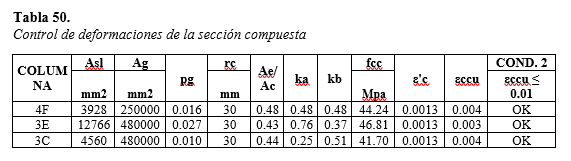 Tabla 50.
Control de deformaciones de la sección compuesta
COLUMNA Asl mm2 Ag mm2 pg rc mm Ae/Ac ka kb fcc Mpa ε'c εccu COND. 2 εccu ≤ 0.01
4F 3928 250000 0.016 30 0.48 0.48 0.48 44.24 0.0013 0.004 OK
3E 12766 480000 0.027 30 0.43 0.76 0.37 46.81 0.0013 0.003 OK
3C 4560 480000 0.010 30 0.44 0.25 0.51 41.70 0.0013 0.004 OK